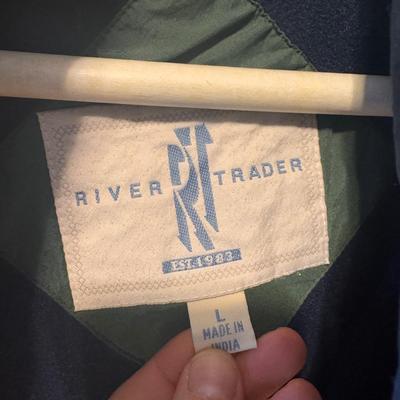 RIVER RT TRADER
EST. 1983
L
MADE IN
INDIA